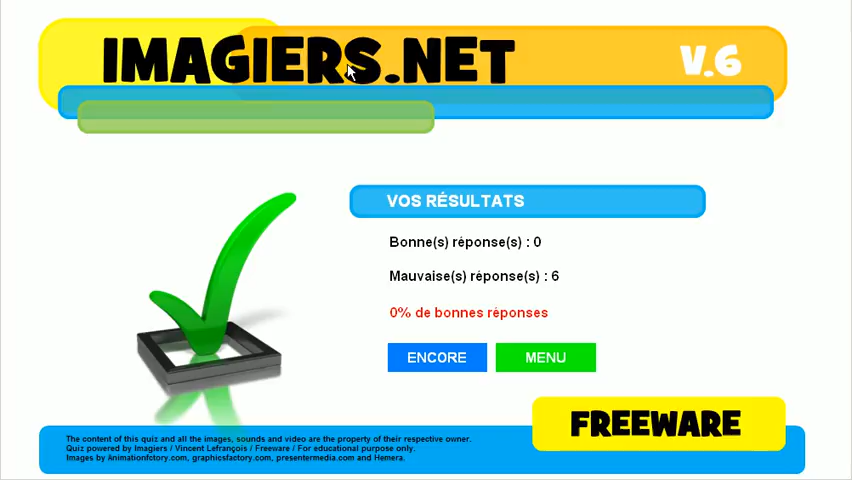 IMAGIERS.NET
V.6
VOS RÉSULTATS
Bonne(s) réponse(s) : 0
Mauvaise(s) réponse(s) : 6
0% de bonnes réponses
ENCORE
MENU
FREEWARE
The content of this quiz and all the images, sounds and video are the property of their respective owner.
Quiz powered by Imagiers / Vincent Lefrançois / Freeware / For educational purpose only.
Images by Animationfctory.com, graphicsfactory.com, presentermedia.com and Hemera.